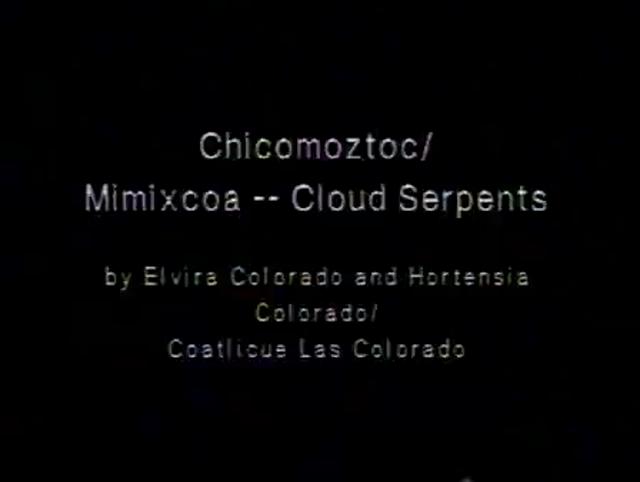 Chicomoztoc/
Mimixcoa -- Cloud Serpents
by Elvira Colorado and Hortensia
Colorado/
Coatlicue Las Colorado